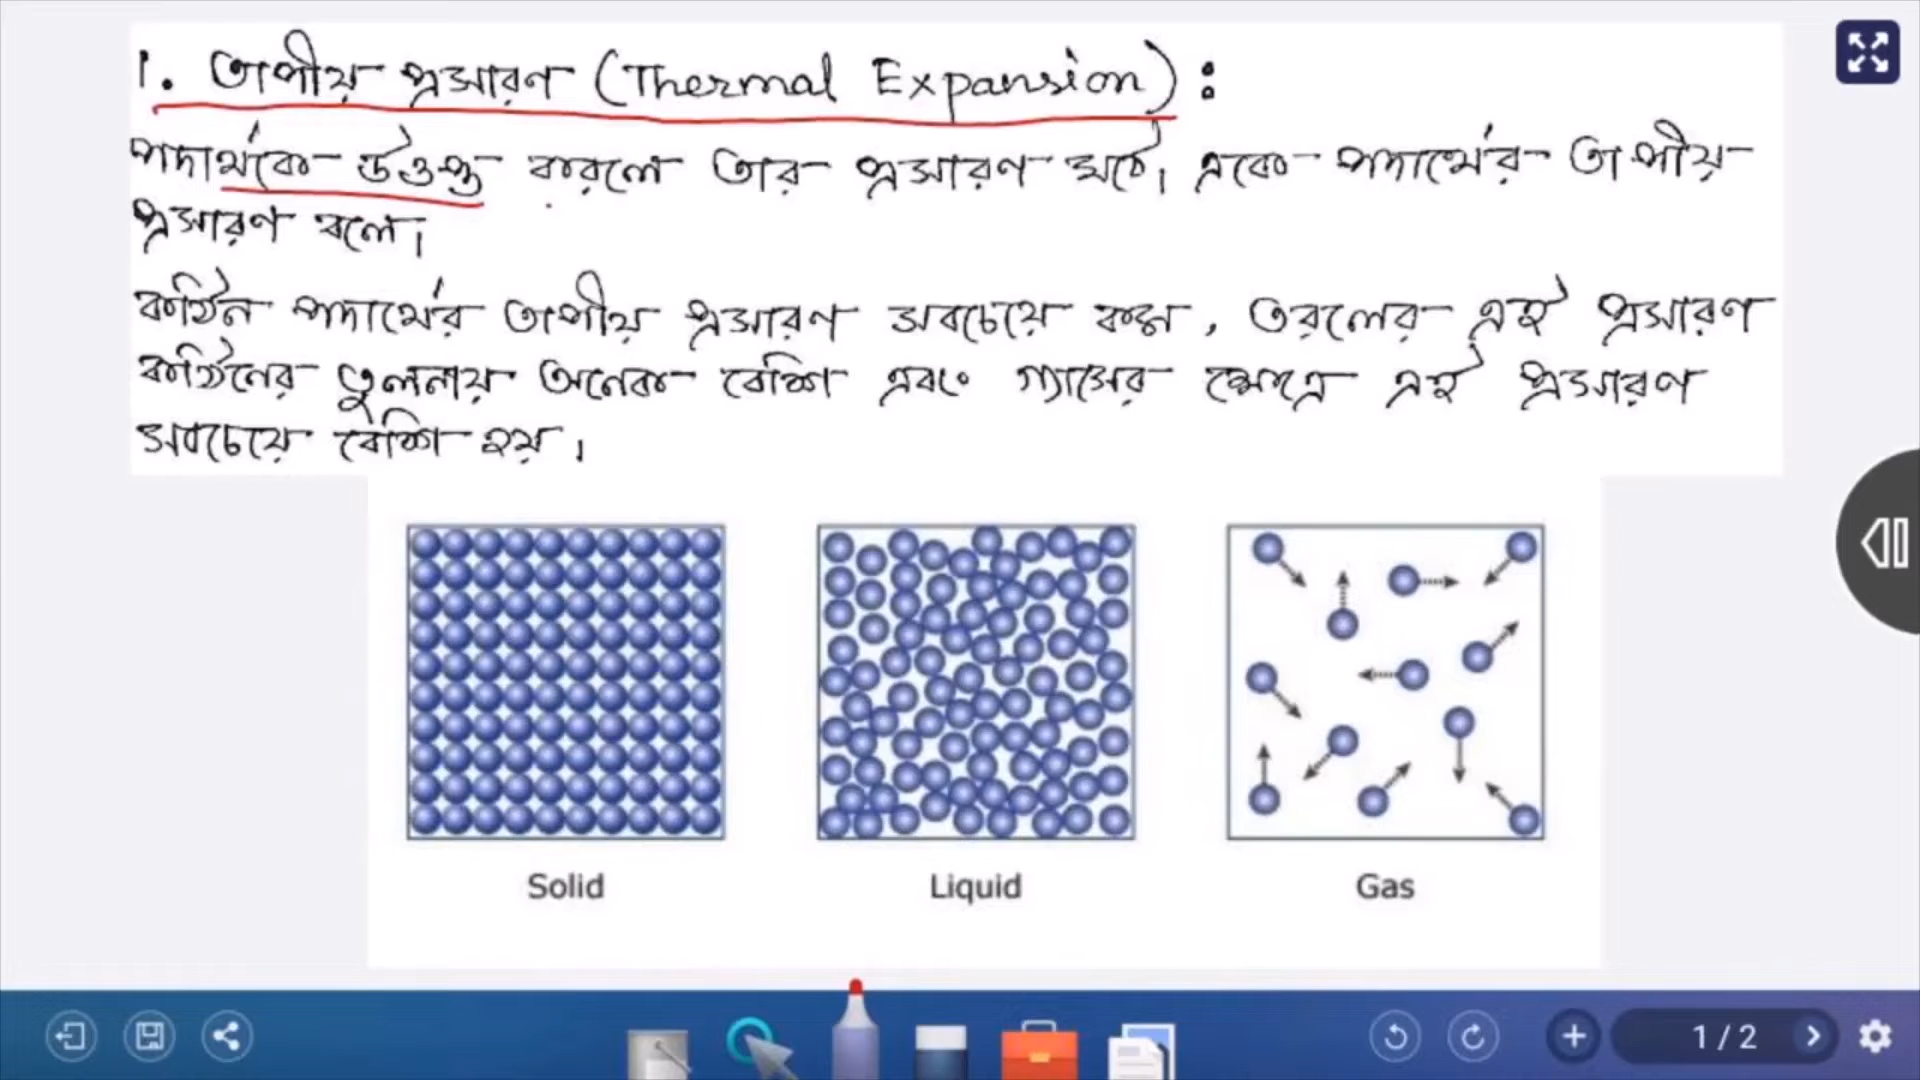 1. তাপীয় প্রসারণ (Thermal Expansion) :
পদার্থকে উত্তপ্ত করলে তার প্রসারণ ঘটে। একে পদার্থের তাপীয়
প্রসারণ বলে।
কঠিন পদার্থের তাপীয় প্রসারণ সবচেয়ে কম, তরলের এই প্রসারণ
কঠিনের তুলনায় অনেক বেশি এবং গ্যাসের ক্ষেত্রে এই প্রসারণ
সবচেয়ে বেশি হয়।
Solid
Liquid
Gas
1 / 2